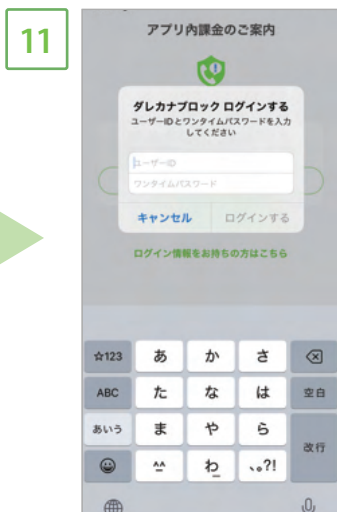 11
アプリ内課金のご案内
ダレカナブロック ログインする
ユーザーIDとワンタイムパスワードを入力
してください
ユーザーID
ワンタイムパスワード
キャンセル ログインする
ログイン情報をお持ちの方はこちら
☆123 あ か さ
ABC た な は 空白
あいう ま や ら
改行
^^ わ_ 、。?!